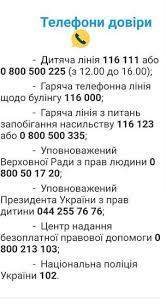 Телефони довіри
- Дитяча лінія 116 111 або
0 800 500 225 (з 12.00 до 16.00);
- Гаряча телефонна лінія
щодо булінгу 116 000;
- Гаряча лінія з питань
запобігання насильству 116 123
або 0 800 500 335;
- Уповноважений
Верховної Ради з прав людини 0
800 50 17 20;
- Уповноважений
Президента України з прав
дитини 044 255 76 76;
- Центр надання
безоплатної правової допомоги 0
800 213 103;
- Національна поліція
України 102.